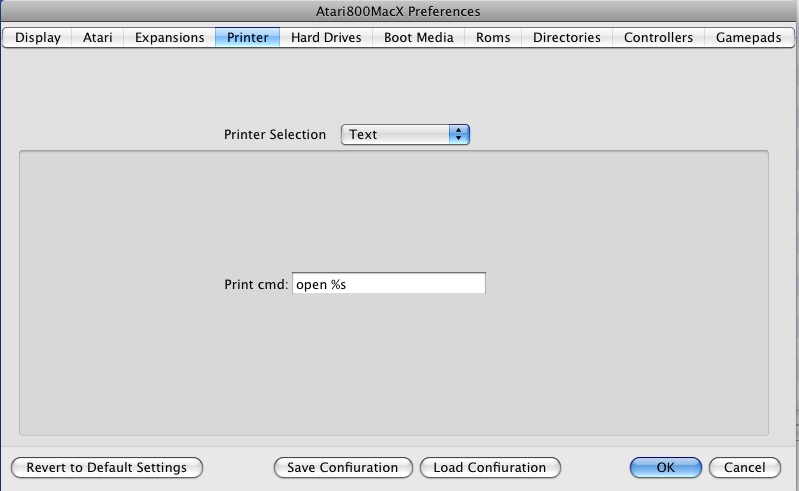 Atari800MacX Preferences
Display Atari Expansions Printer Hard Drives Boot Media Roms Directories Controllers Gamepads
Printer Selection Text
Print cmd: open %s
Revert to Default Settings Save Confiuration Load Confiuration OK Cancel